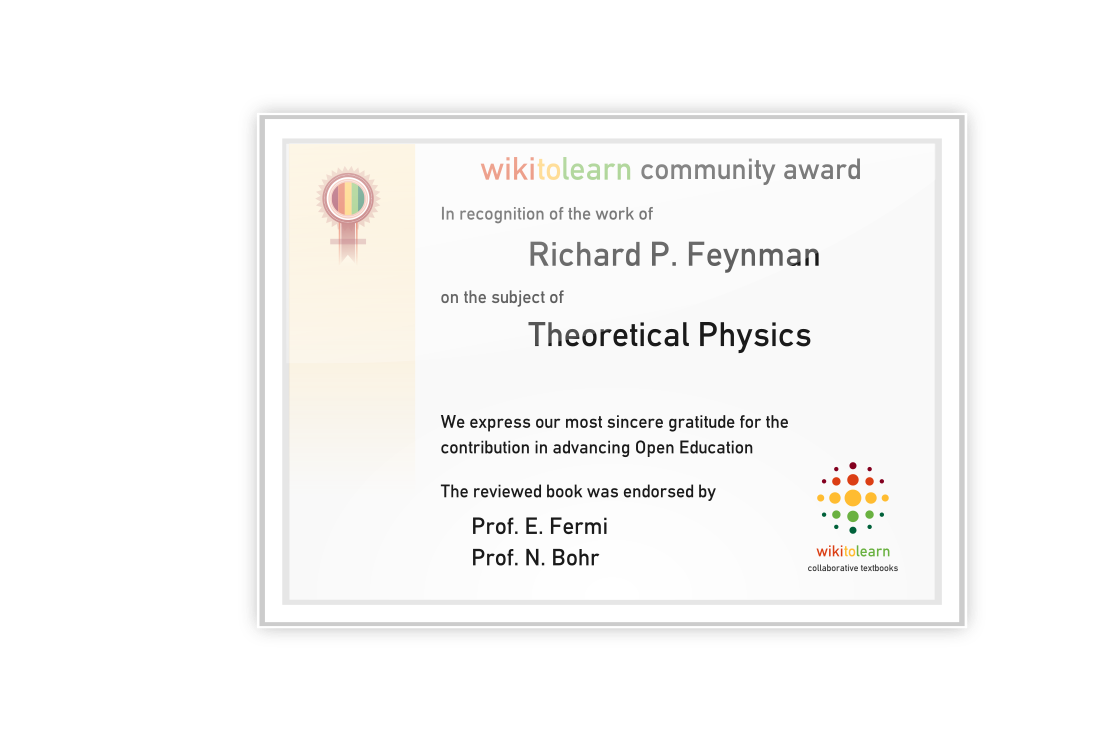 wikitolearn community award
In recognition of the work of
Richard P. Feynman
on the subject of
Theoretical Physics
We express our most sincere gratitude for the
contribution in advancing Open Education
The reviewed book was endorsed by
Prof. E. Fermi
Prof. N. Bohr
wikitolearn
collaborative textbooks